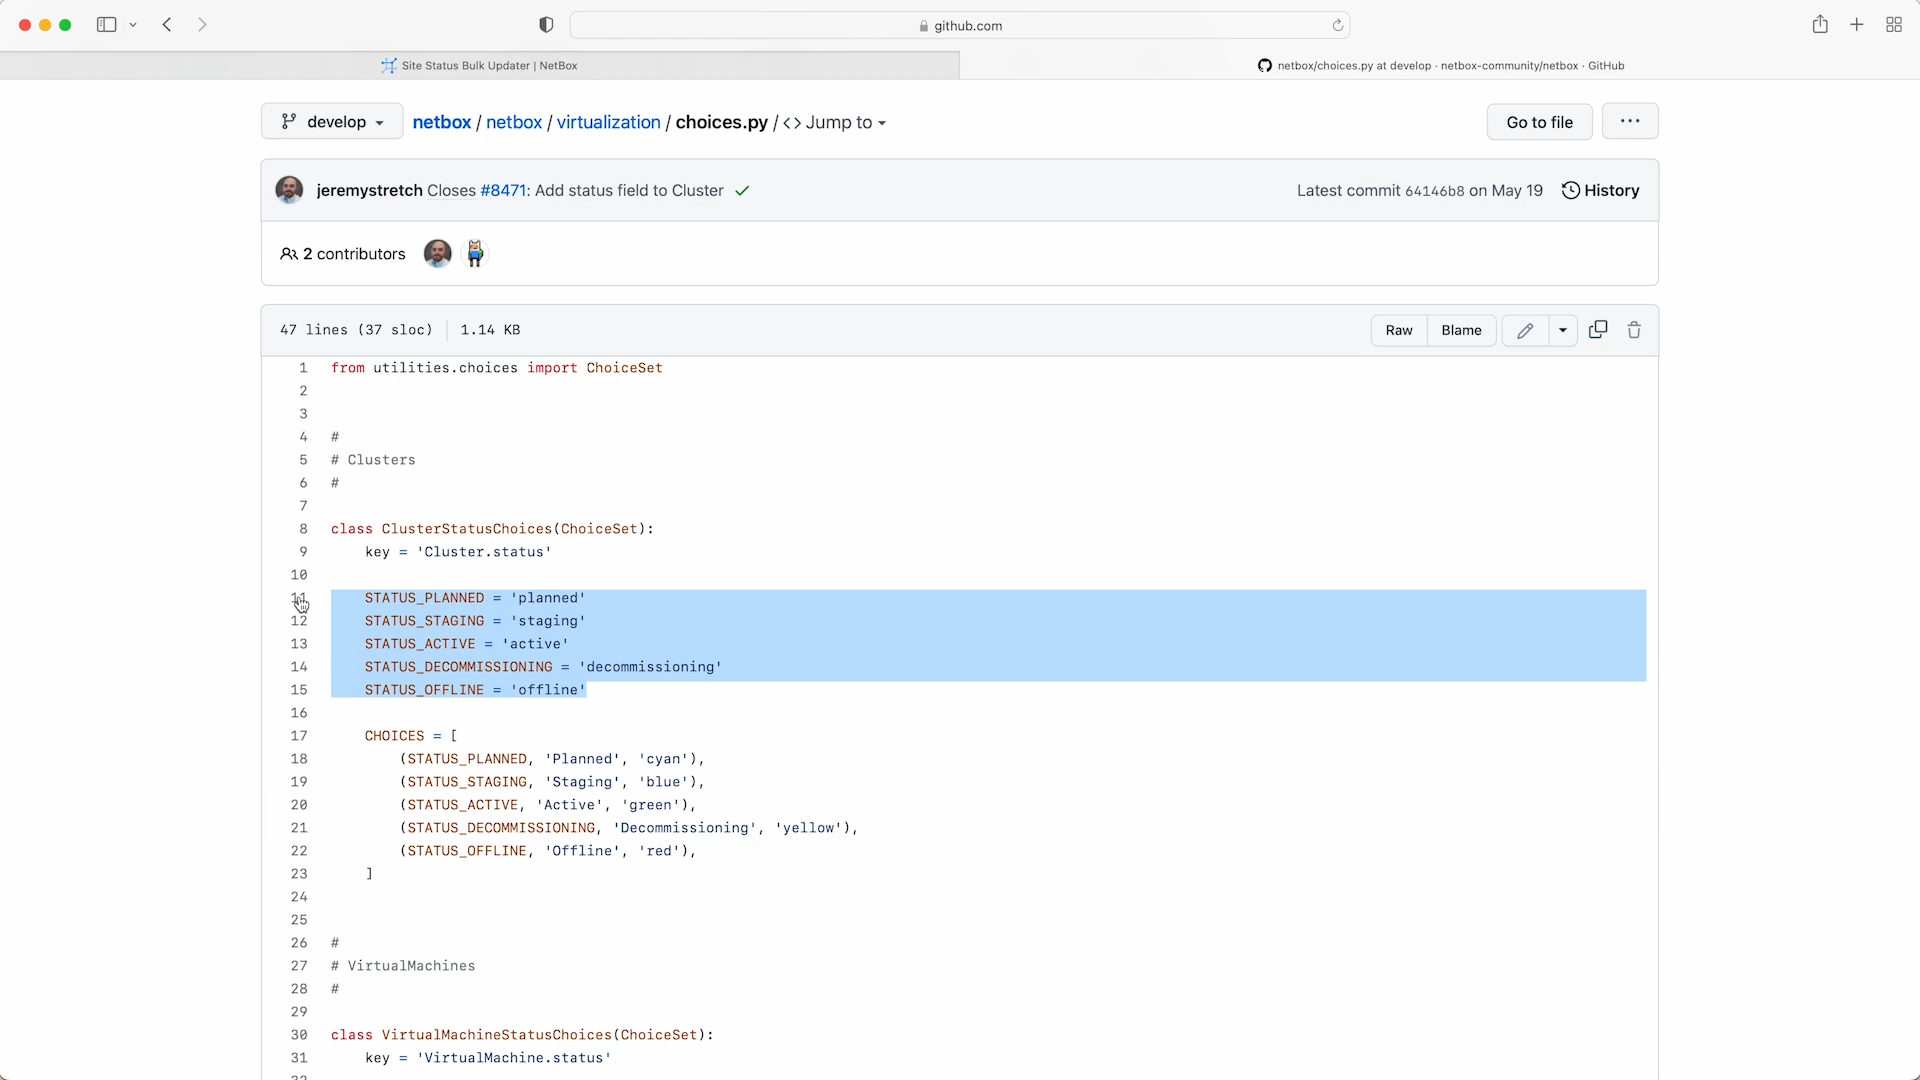 github.com
Site Status Bulk Updater | NetBox
netbox/choices.py at develop · netbox-community/netbox · GitHub
develop
netbox / netbox / virtualization / choices.py / <> Jump to
Go to file
...
jeremystretch Closes #8471: Add status field to Cluster
Latest commit 64146b8 on May 19
History
2 contributors
47 lines (37 sloc)
1.14 KB
Raw
Blame
1 from utilities.choices import ChoiceSet
2
3
4 #
5 # Clusters
6 #
7
8 class ClusterStatusChoices(ChoiceSet):
9 key = 'Cluster.status'
10
11 STATUS_PLANNED = 'planned'
12 STATUS_STAGING = 'staging'
13 STATUS_ACTIVE = 'active'
14 STATUS_DECOMMISSIONING = 'decommissioning'
15 STATUS_OFFLINE = 'offline'
16
17 CHOICES = [
18 (STATUS_PLANNED, 'Planned', 'cyan'),
19 (STATUS_STAGING, 'Staging', 'blue'),
20 (STATUS_ACTIVE, 'Active', 'green'),
21 (STATUS_DECOMMISSIONING, 'Decommissioning', 'yellow'),
22 (STATUS_OFFLINE, 'Offline', 'red'),
23 ]
24
25
26 #
27 # VirtualMachines
28 #
29
30 class VirtualMachineStatusChoices(ChoiceSet):
31 key = 'VirtualMachine.status'